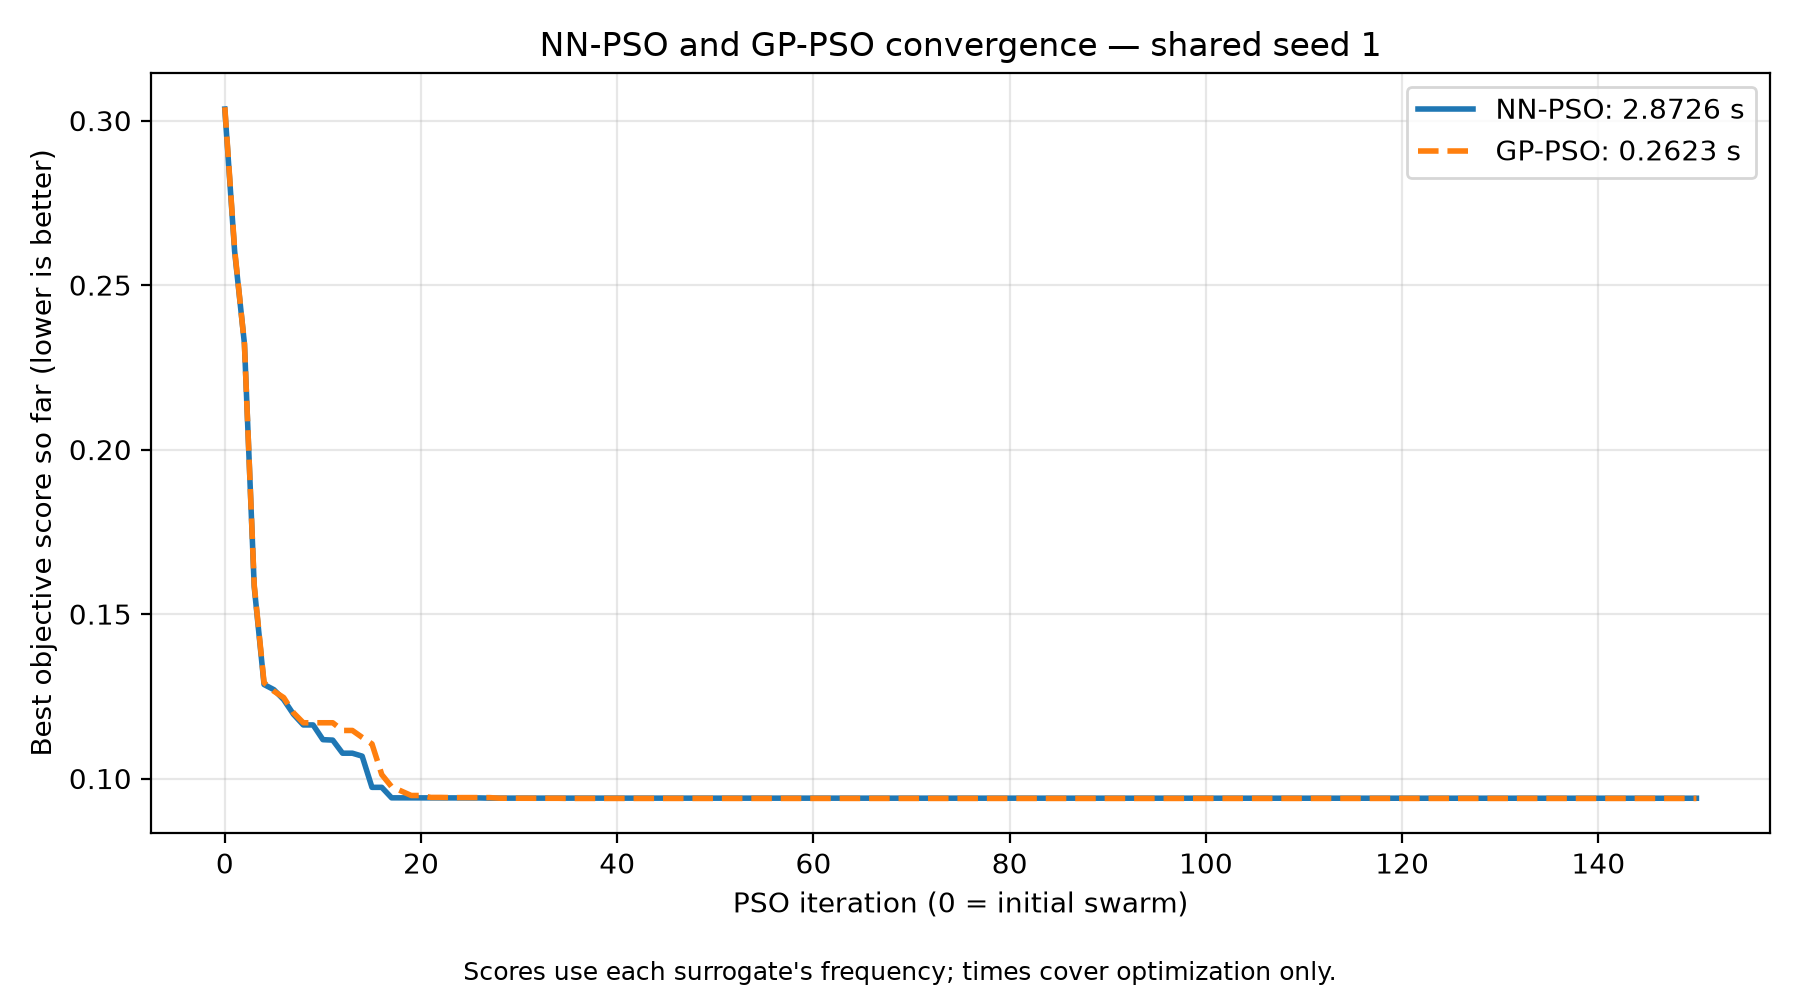 NN-PSO and GP-PSO convergence — shared seed 1
NN-PSO: 2.8726 s
GP-PSO: 0.2623 s
Best objective score so far (lower is better)
0.30
0.25
0.20
0.15
0.10
0 20 40 60 80 100 120 140
PSO iteration (0 = initial swarm)
Scores use each surrogate's frequency; times cover optimization only.